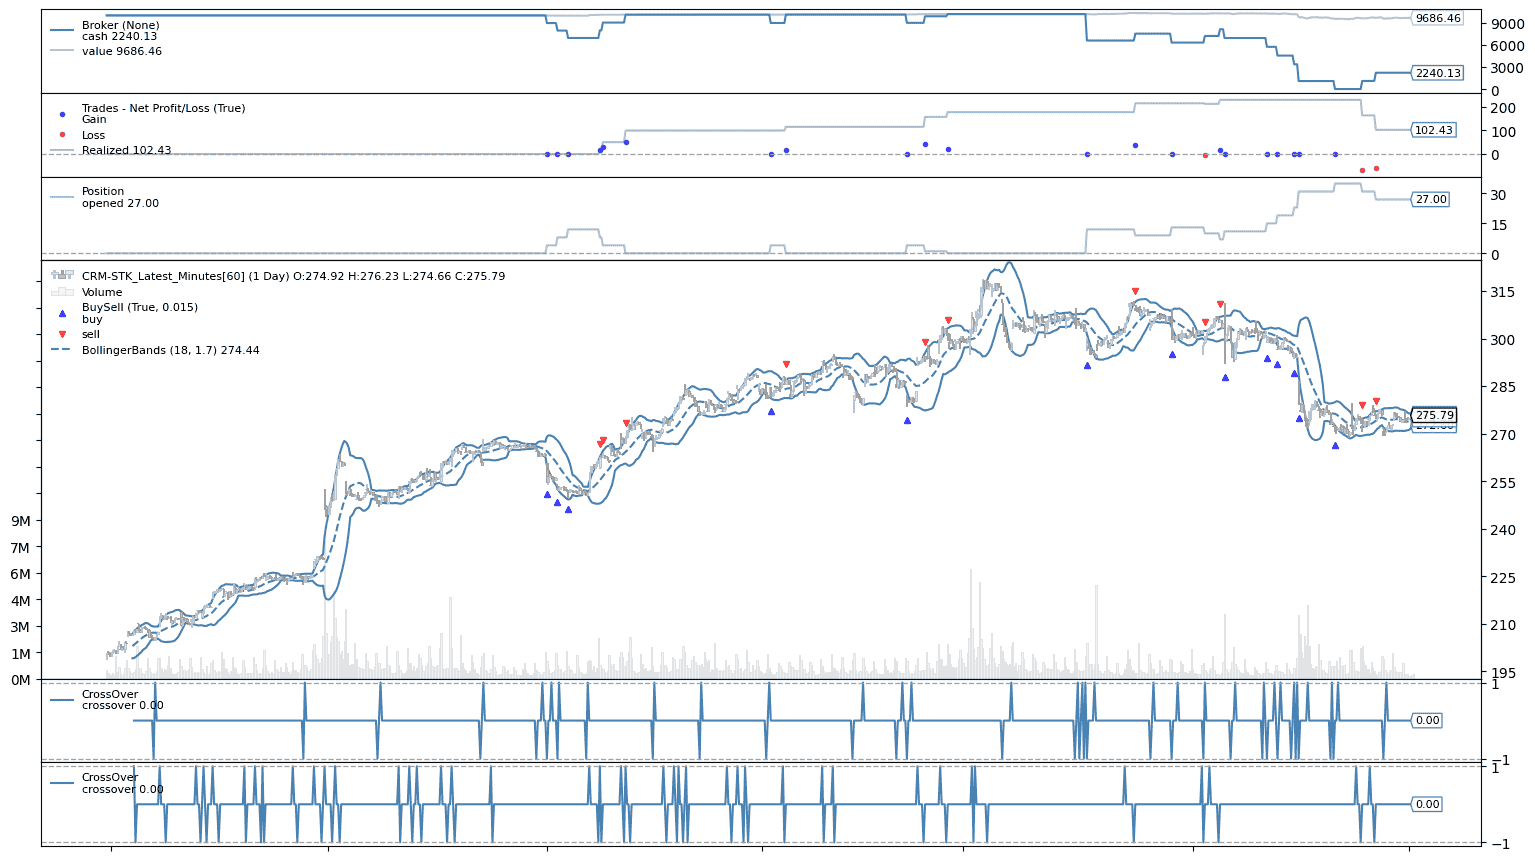 Broker (None)
cash 2240.13
value 9686.46
9686.46
2240.13
9000
6000
3000
0
Trades - Net Profit/Loss (True)
Gain
Loss
Realized 102.43
102.43
200
100
0
Position
opened 27.00
27.00
30
15
0
CRM-STK_Latest_Minutes[60] (1 Day) O:274.92 H:276.23 L:274.66 C:275.79
Volume
BuySell (True, 0.015)
buy
sell
BollingerBands (18, 1.7) 274.44
275.79
315
300
285
270
255
240
225
210
195
9M
7M
6M
4M
3M
1M
0M
CrossOver
crossover 0.00
0.00
1
−1
CrossOver
crossover 0.00
0.00
1
−1